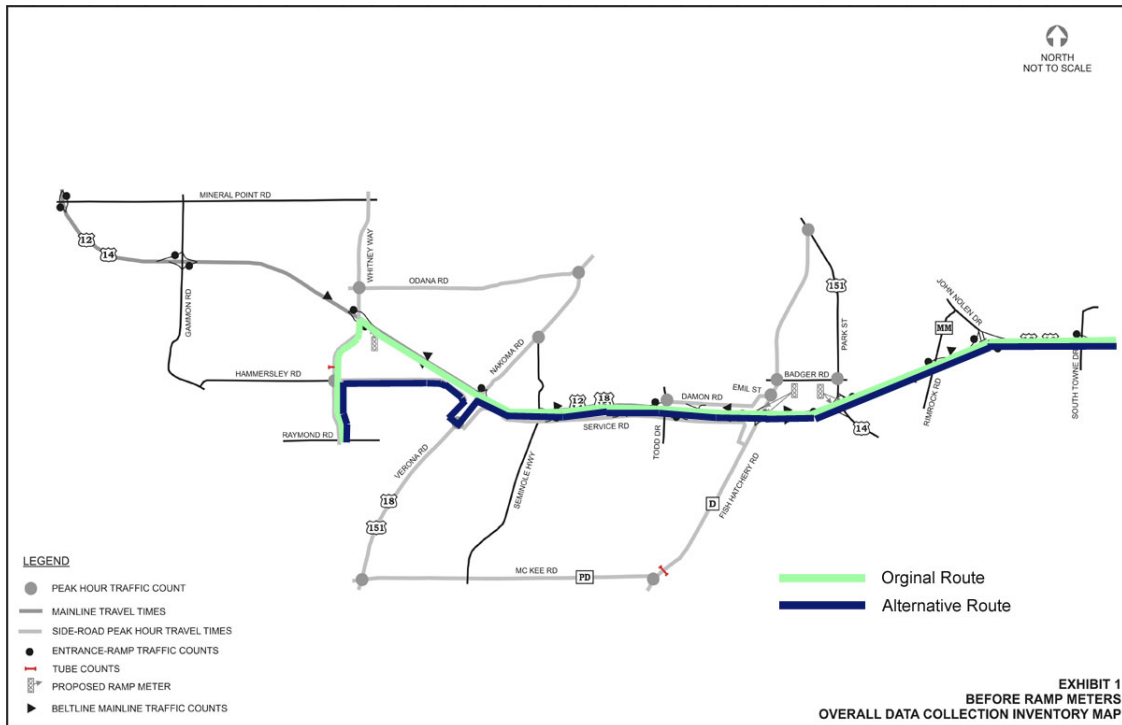 NORTH
NOT TO SCALE
MINERAL POINT RD
12
14
GAMMON RD
WHITNEY WAY
ODANA RD
HAMMERSLEY RD
RAYMOND RD
NAKOMA RD
VERONA RD
18
151
SEMINOLE HWY
12
18
SERVICE RD
TODD DR
DAMON RD
EMIL ST
BADGER RD
151
PARK ST
14
FISH HATCHERY RD
D
MC KEE RD
PD
JOHN NOLEN DR
MM
RIMROCK RD
SOUTH TOWNE DR
LEGEND
PEAK HOUR TRAFFIC COUNT
MAINLINE TRAVEL TIMES
SIDE-ROAD PEAK HOUR TRAVEL TIMES
ENTRANCE-RAMP TRAFFIC COUNTS
TUBE COUNTS
PROPOSED RAMP METER
BELTLINE MAINLINE TRAFFIC COUNTS
Orginal Route
Alternative Route
EXHIBIT 1
BEFORE RAMP METERS
OVERALL DATA COLLECTION INVENTORY MAP